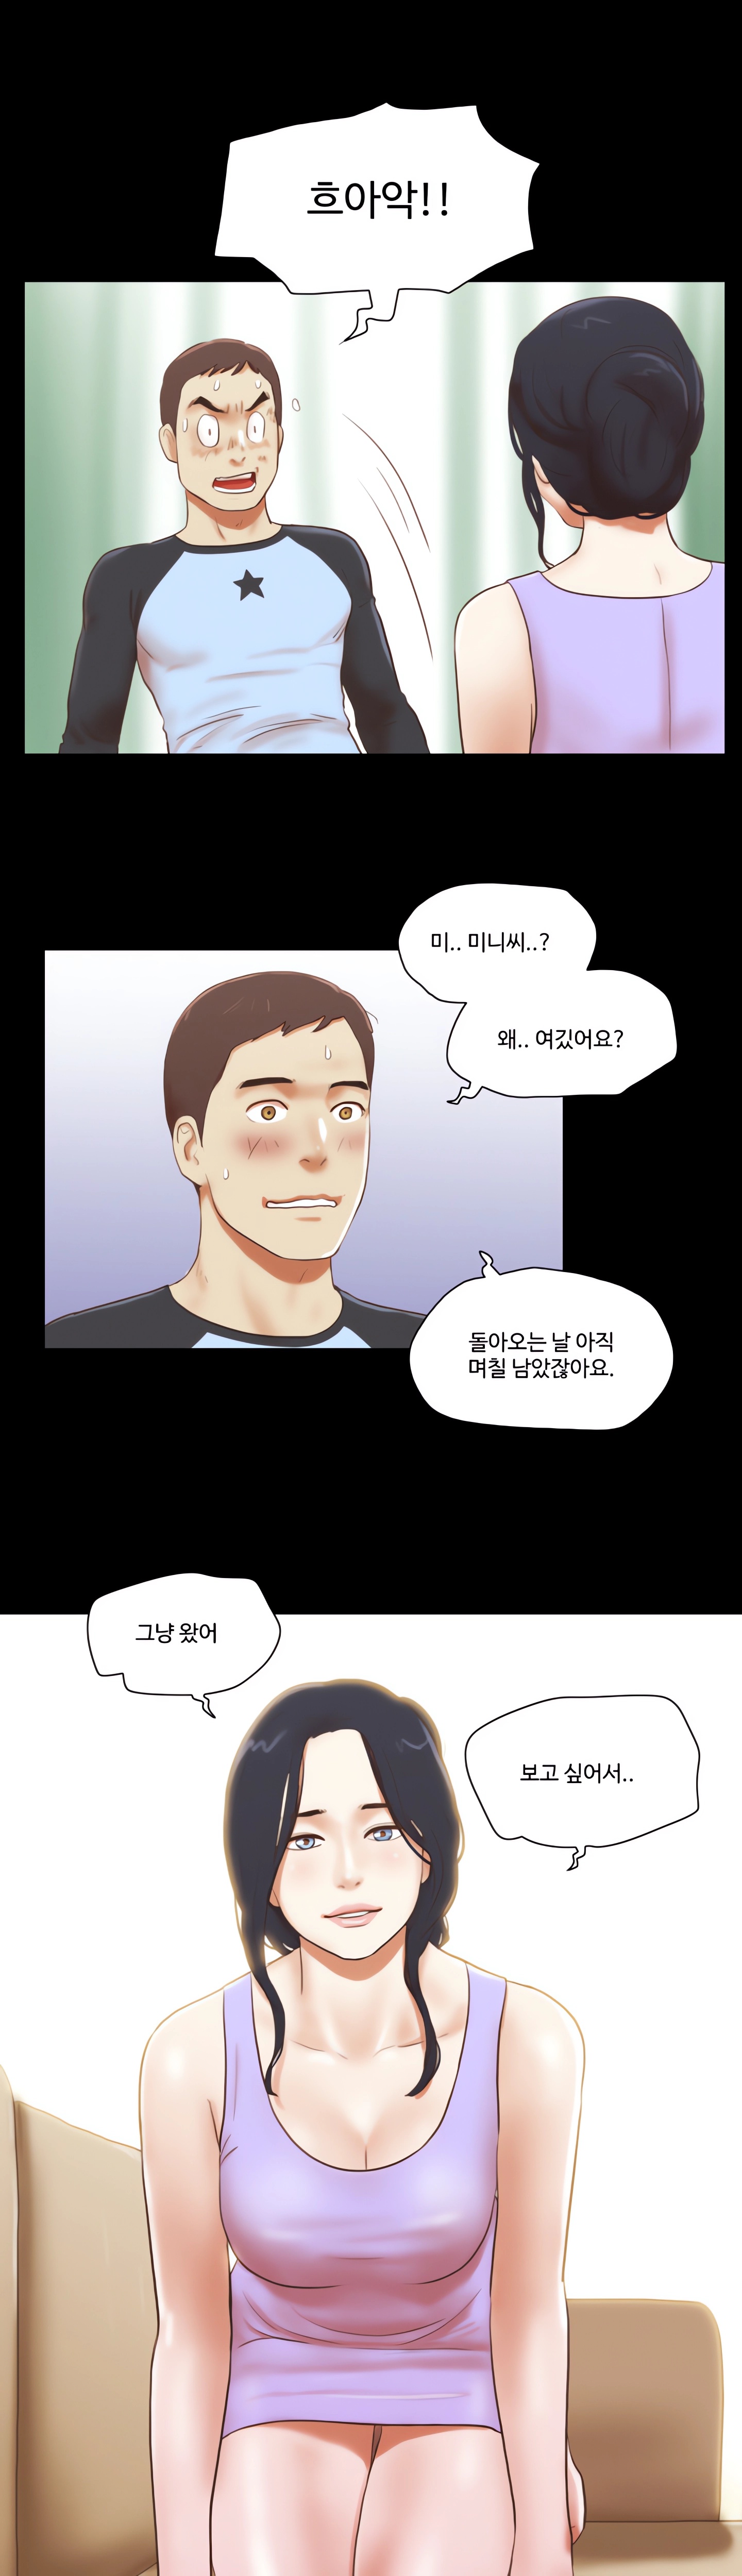 흐아악!!
미.. 미니씨..?
왜.. 여깄어요?
돌아오는 날 아직
며칠 남았잖아요.
그냥 왔어
보고 싶어서..